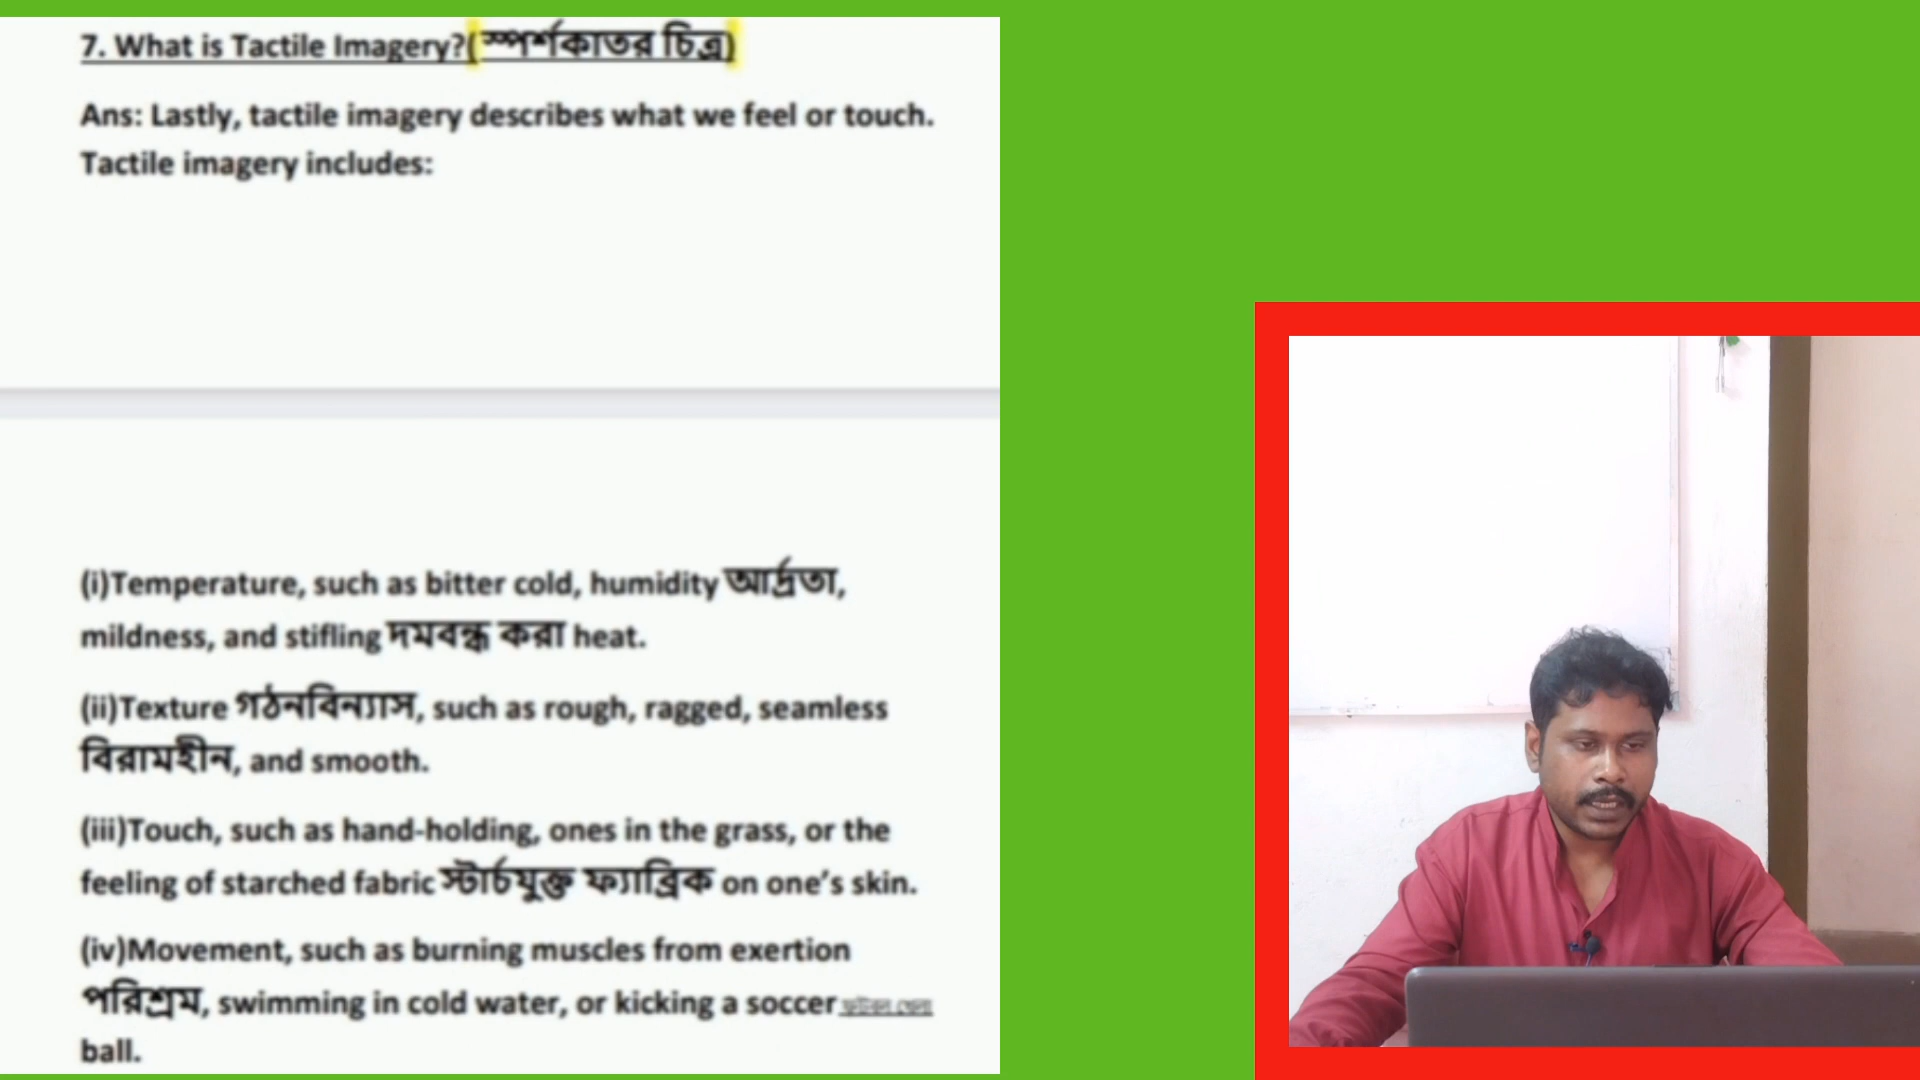 7. What is Tactile Imagery?( স্পর্শকাতর চিত্র)
Ans: Lastly, tactile imagery describes what we feel or touch.
Tactile imagery includes:
(i)Temperature, such as bitter cold, humidity আর্দ্রতা,
mildness, and stifling দমবন্ধ করা heat.
(ii)Texture গঠনবিন্যাস, such as rough, ragged, seamless
বিরামহীন, and smooth.
(iii)Touch, such as hand-holding, ones in the grass, or the
feeling of starched fabric স্টার্চযুক্ত ফ্যাব্রিক on one’s skin.
(iv)Movement, such as burning muscles from exertion
পরিশ্রম, swimming in cold water, or kicking a soccer
ball.